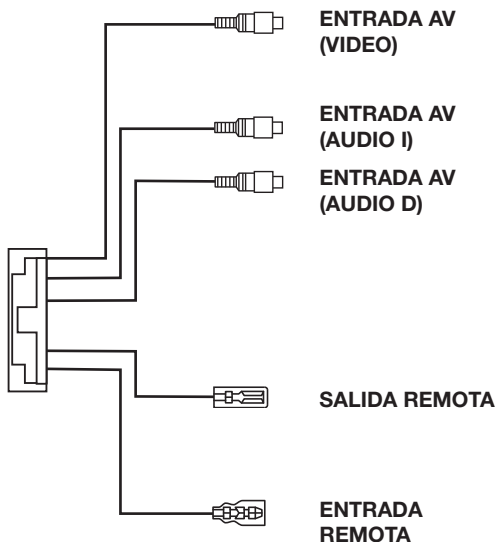 ENTRADA AV
(VIDEO)
ENTRADA AV
(AUDIO I)
ENTRADA AV
(AUDIO D)
SALIDA REMOTA
ENTRADA
REMOTA